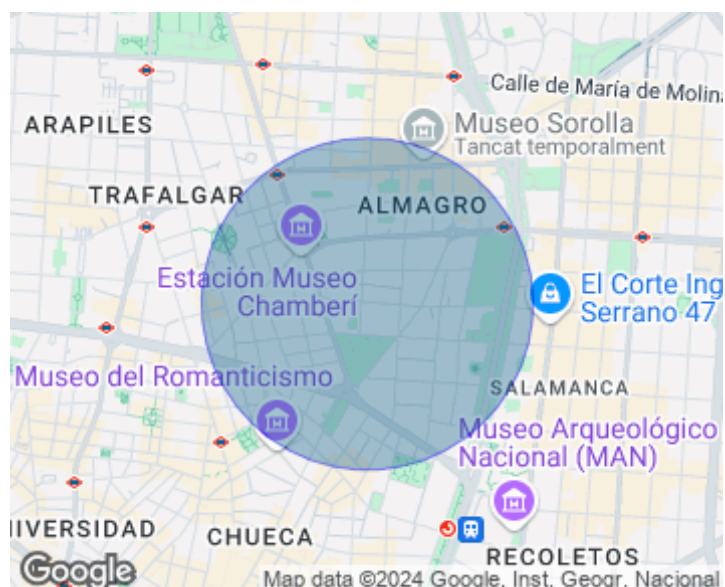 Calle de María de Molina
ARAPILES
Museo Sorolla
Tancat temporalment
TRAFALGAR
ALMAGRO
Estación Museo
Chamberí
El Corte Ing
Serrano 47
Museo del Romanticismo
SALAMANCA
Museo Arqueológico
Nacional (MAN)
NIVERSIDAD
CHUECA
RECOLETOS
Google
Map data ©2024 Google, Inst. Geogr. Nacional